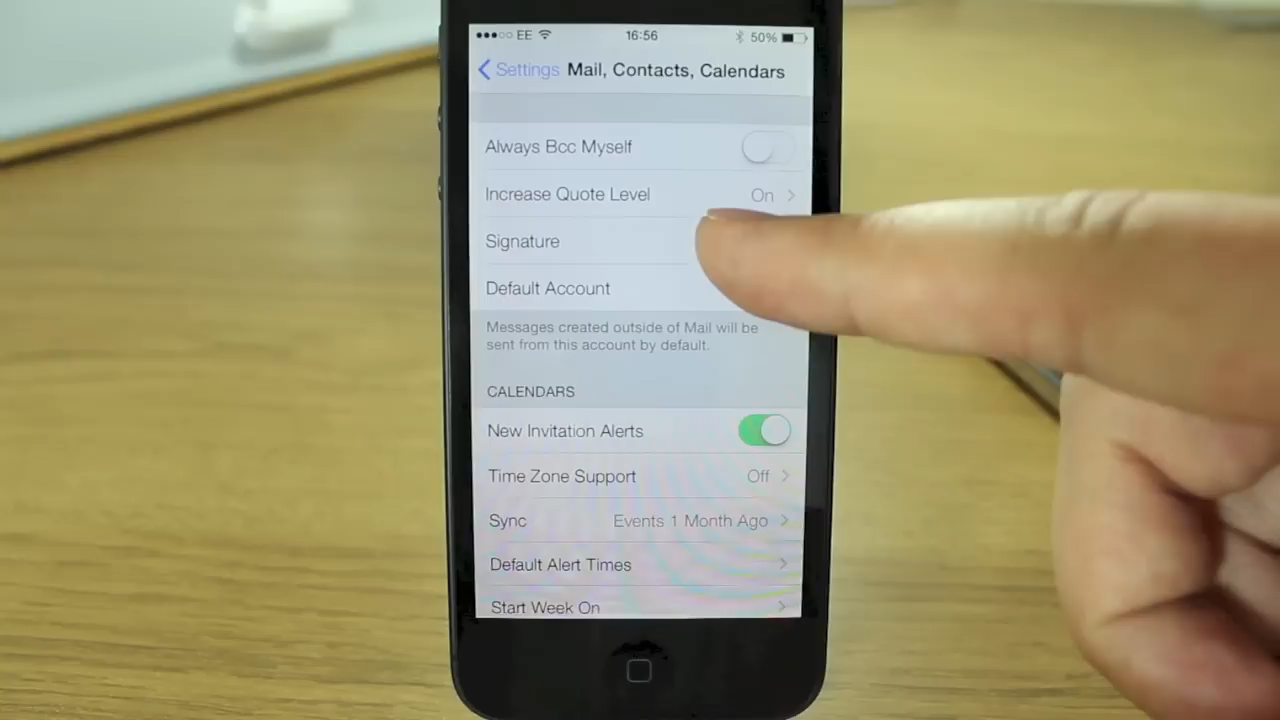 EE 16:56 50%
Settings Mail, Contacts, Calendars
Always Bcc Myself
Increase Quote Level On
Signature
Default Account
Messages created outside of Mail will be
sent from this account by default.
CALENDARS
New Invitation Alerts
Time Zone Support Off
Sync Events 1 Month Ago
Default Alert Times
Start Week On